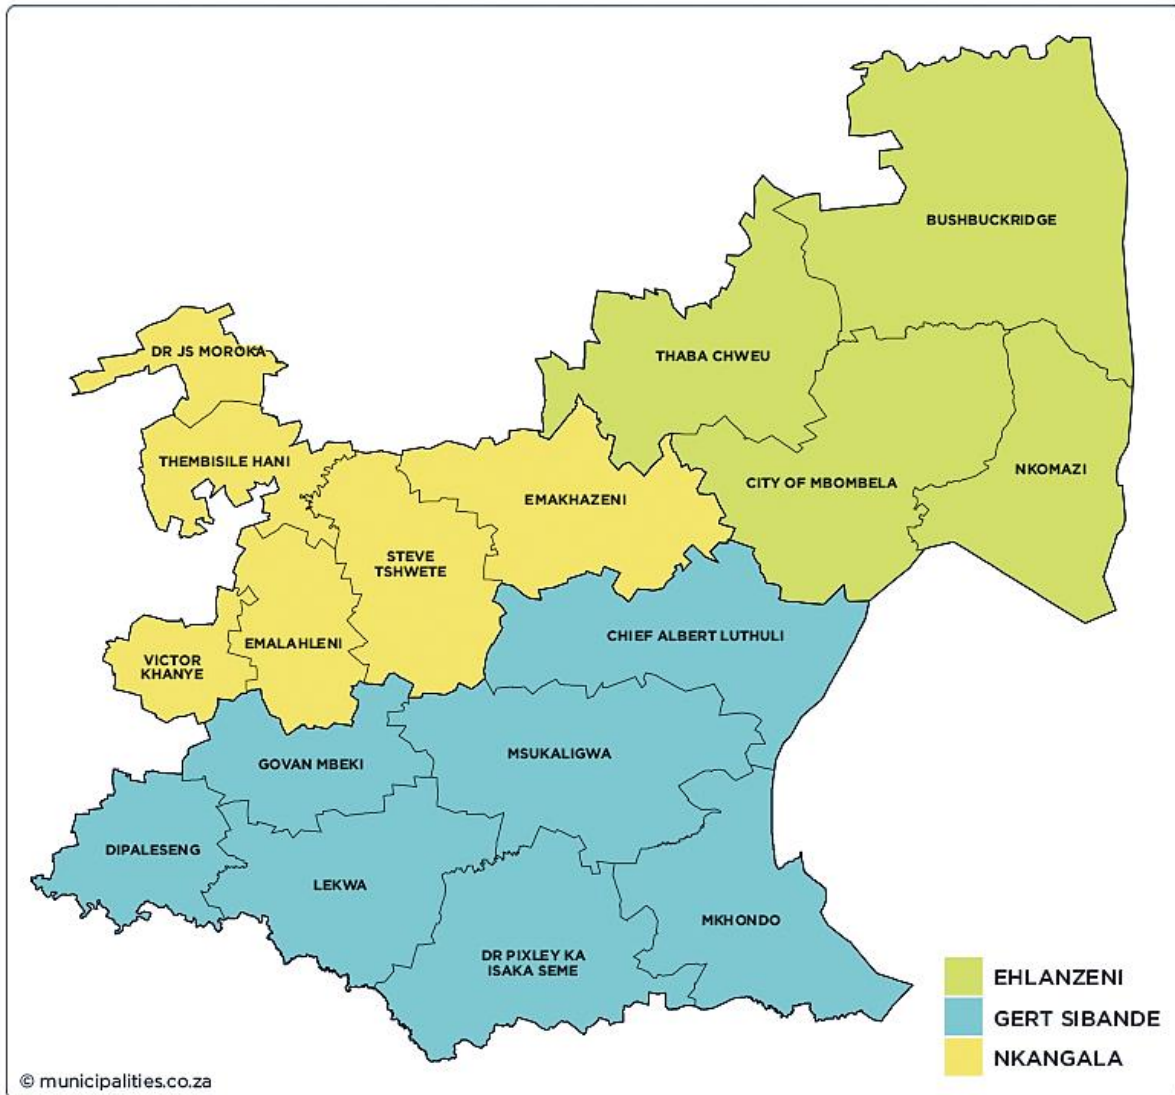 BUSHBUCKRIDGE
DR JS MOROKA
THABA CHWEU
THEMBISILE HANI
NKOMAZI
CITY OF MBOMBELA
EMAKHAZENI
STEVE
TSHWETE
CHIEF ALBERT LUTHULI
EMALAHLENI
VICTOR
KHANYE
MSUKALIGWA
GOVAN MBEKI
DIPALESENG
LEKWA
MKHONDO
DR PIXLEY KA
ISAKA SEME
EHLANZENI
GERT SIBANDE
NKANGALA
© municipalities.co.za